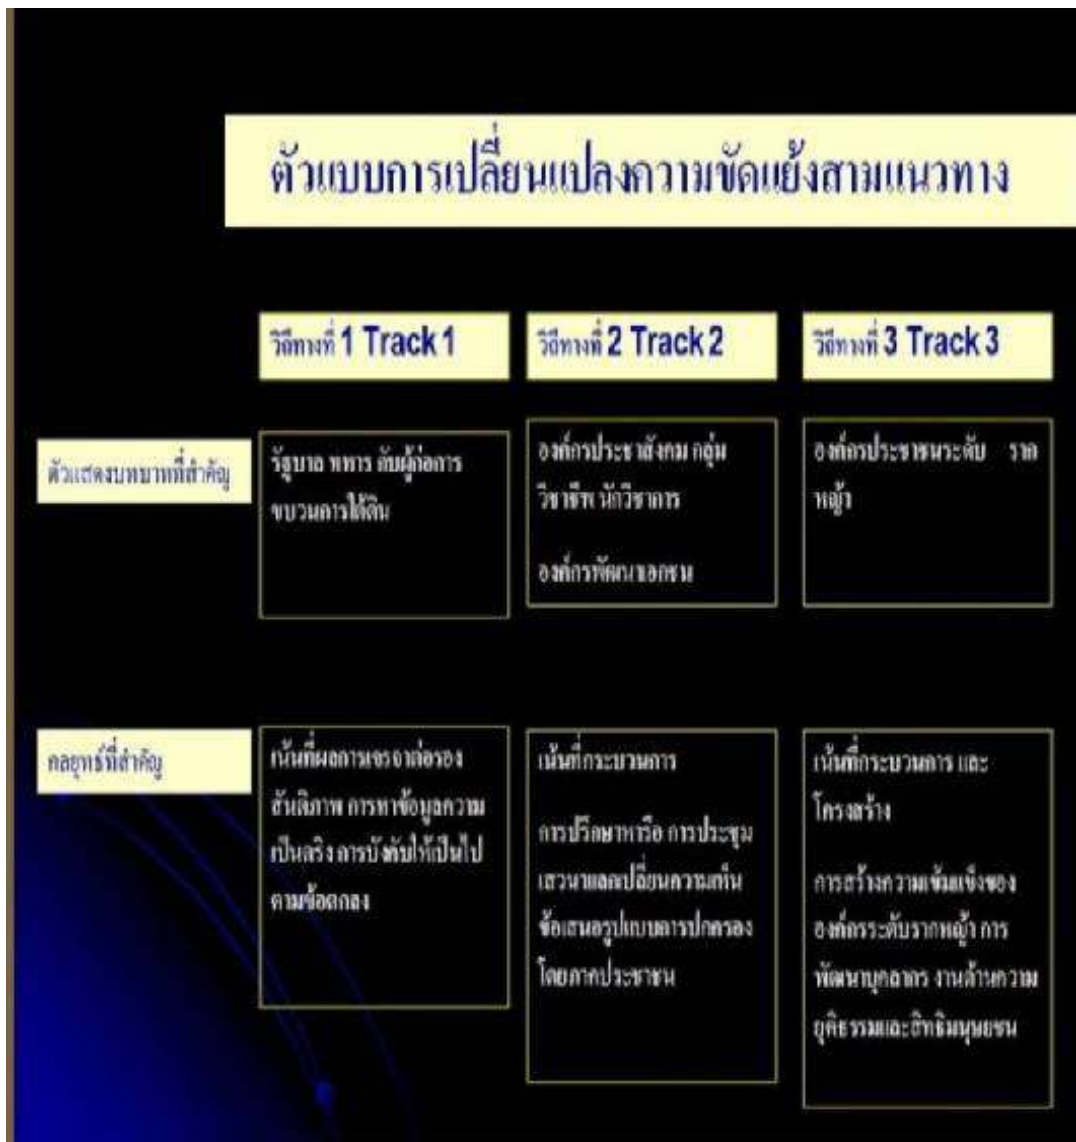 ตัวแบบการเปลี่ยนแปลงความขัดแย้งสามแนวทาง
วิถีทางที่ 1 Track 1
วิถีทางที่ 2 Track 2
วิถีทางที่ 3 Track 3
ตัวแสดงบทบาทที่สำคัญ
รัฐบาล ทหาร กับผู้ก่อการ
ขบวนการใต้ดิน
องค์กรประชาสังคม กลุ่ม
วิชาชีพ นักวิชาการ
องค์กรพัฒนาเอกชน
องค์กรประชาชนระดับ ราก
หญ้า
กลยุทธ์ที่สำคัญ
เน้นที่ผลการเจรจาต่อรอง
สันติภาพ การหาข้อมูลความ
เป็นจริง การบังคับให้เป็นไป
ตามข้อตกลง
เน้นที่กระบวนการ
การปรึกษาหารือ การประชุม
เสวนาแลกเปลี่ยนความเห็น
ข้อเสนอรูปแบบการปกครอง
โดยภาคประชาชน
เน้นที่กระบวนการ และ
โครงสร้าง
การสร้างความเข้มแข็งของ
องค์กรระดับรากหญ้า การ
พัฒนาบุคลากร งานด้านความ
ยุติธรรมและสิทธิมนุษยชน